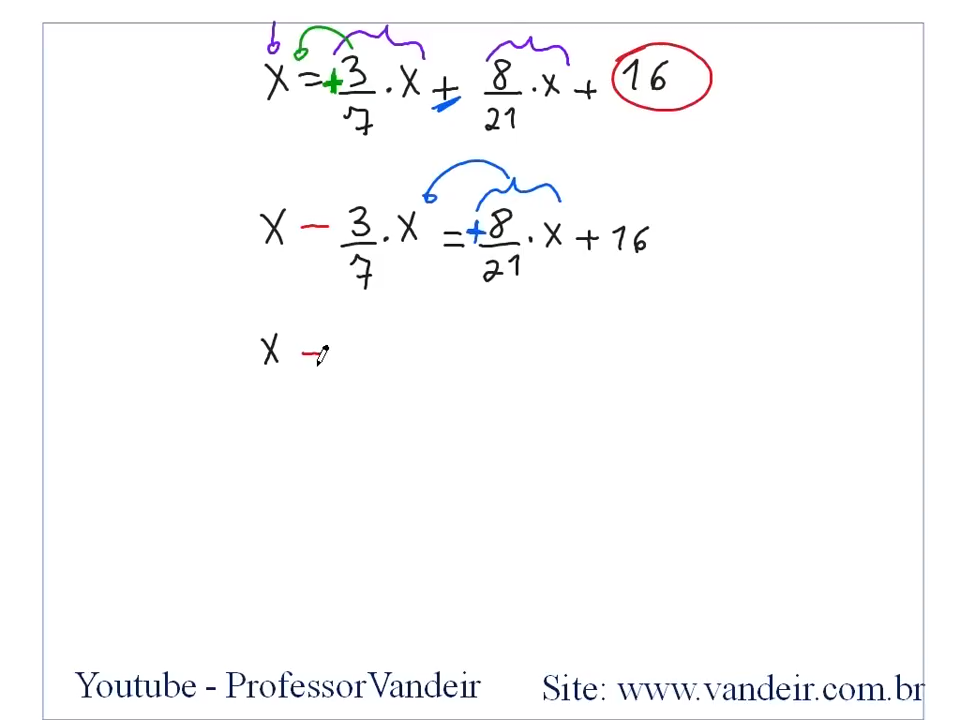 x = +3/7 · x + 8/21 · x + 16
x - 3/7 · x = +8/21 · x + 16
x -
Youtube - ProfessorVandeir
Site: www.vandeir.com.br